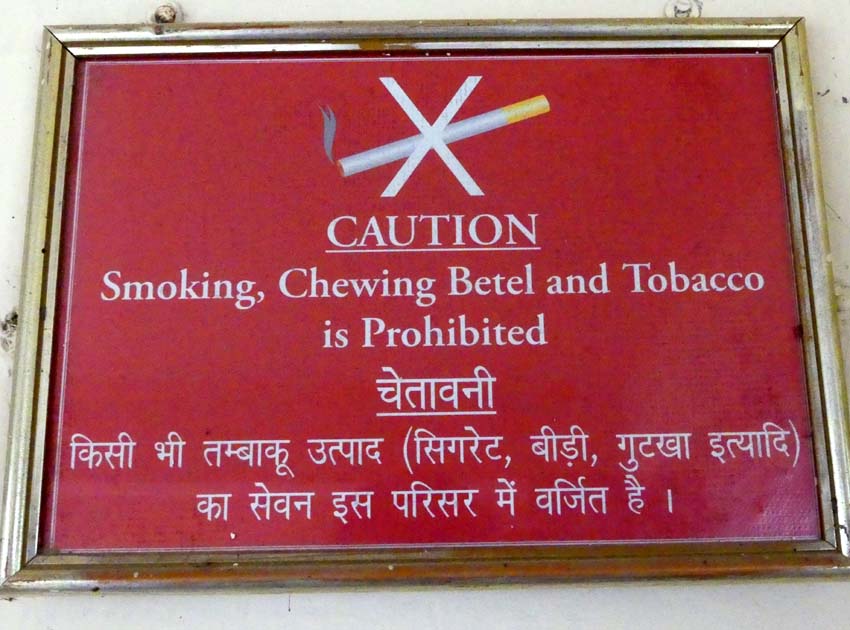 CAUTION
Smoking, Chewing Betel and Tobacco
is Prohibited
चेतावनी
किसी भी तम्बाकू उत्पाद (सिगरेट, बीड़ी, गुटखा इत्यादि)
का सेवन इस परिसर में वर्जित है ।